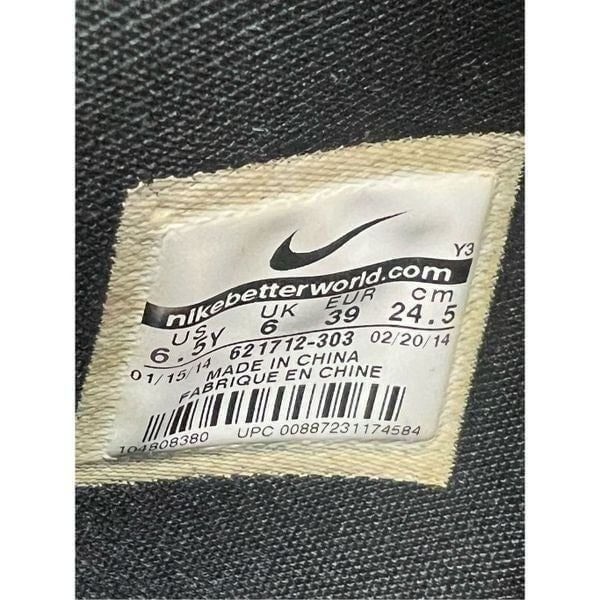 Y3
nikebetterworld.com
US UK EUR cm
6.5Y 6 39 24.5
01/15/14 621712-303 02/20/14
MADE IN CHINA
FABRIQUE EN CHINE
104808380 UPC 00887231174584